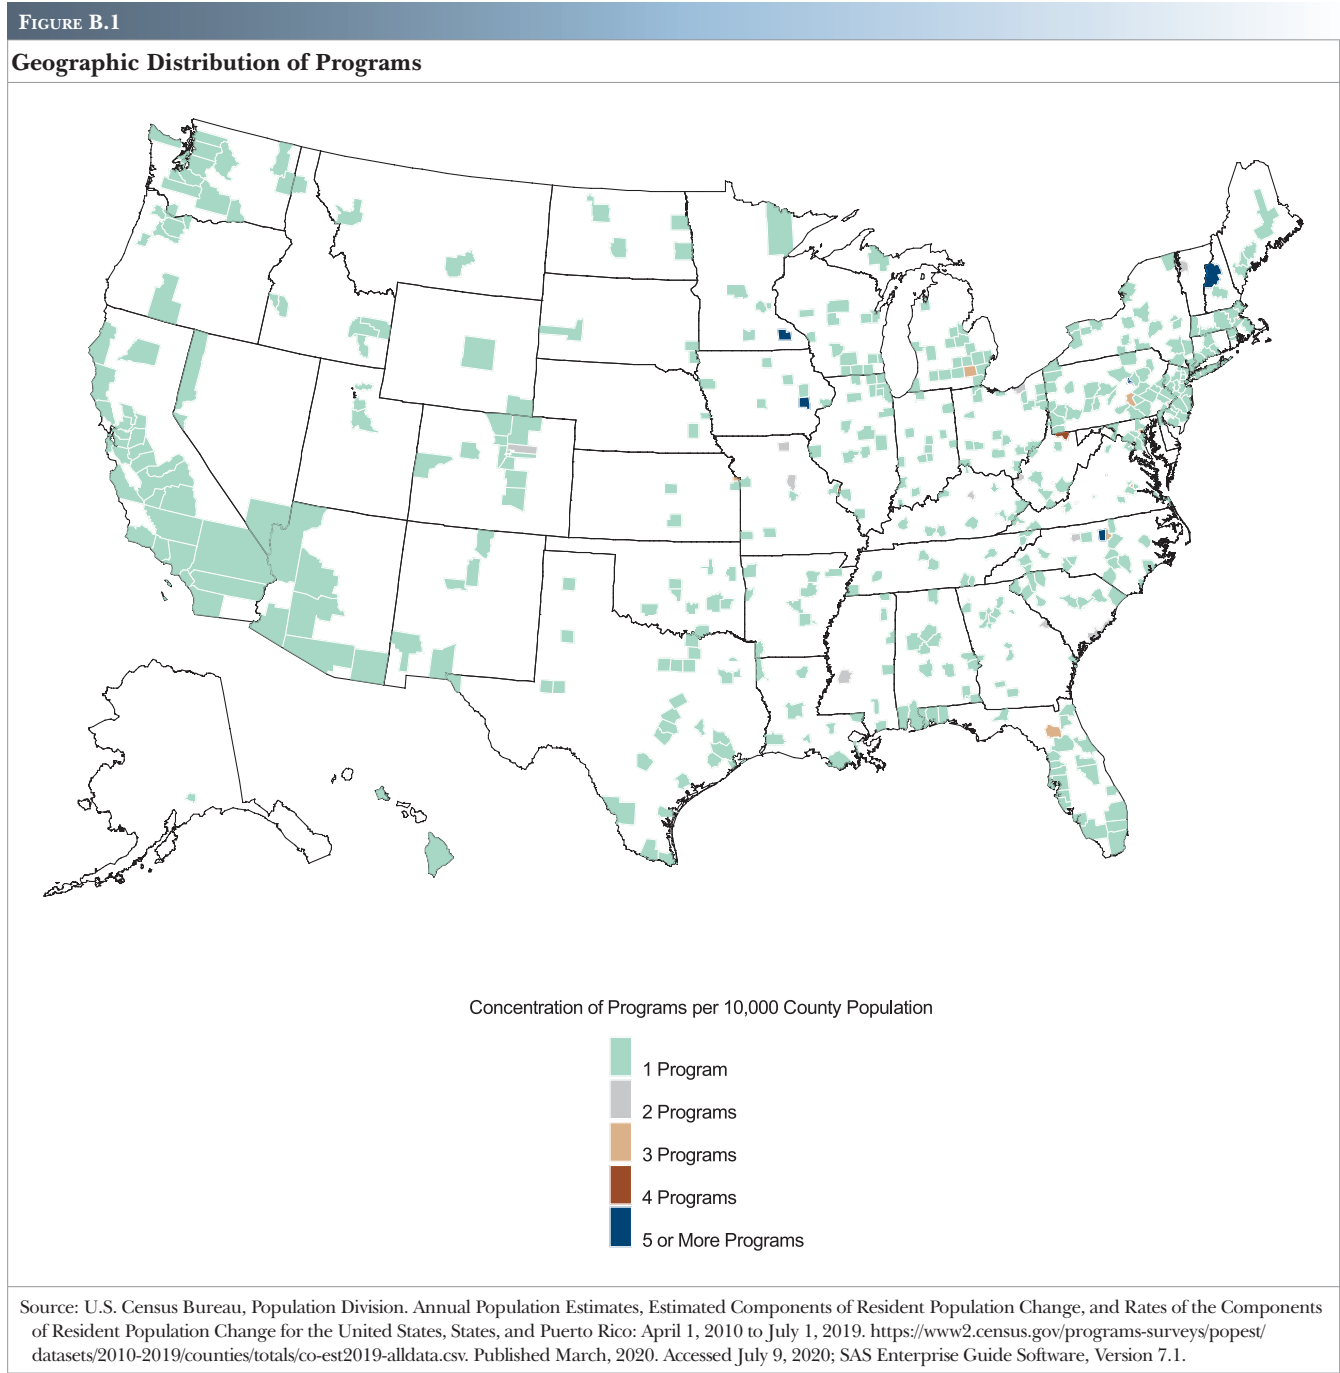 Figure B.1
Geographic Distribution of Programs
Concentration of Programs per 10,000 County Population
1 Program
2 Programs
3 Programs
4 Programs
5 or More Programs
Source: U.S. Census Bureau, Population Division. Annual Population Estimates, Estimated Components of Resident Population Change, and Rates of the Components
of Resident Population Change for the United States, States, and Puerto Rico: April 1, 2010 to July 1, 2019. https://www2.census.gov/programs-surveys/popest/
datasets/2010-2019/counties/totals/co-est2019-alldata.csv. Published March, 2020. Accessed July 9, 2020; SAS Enterprise Guide Software, Version 7.1.